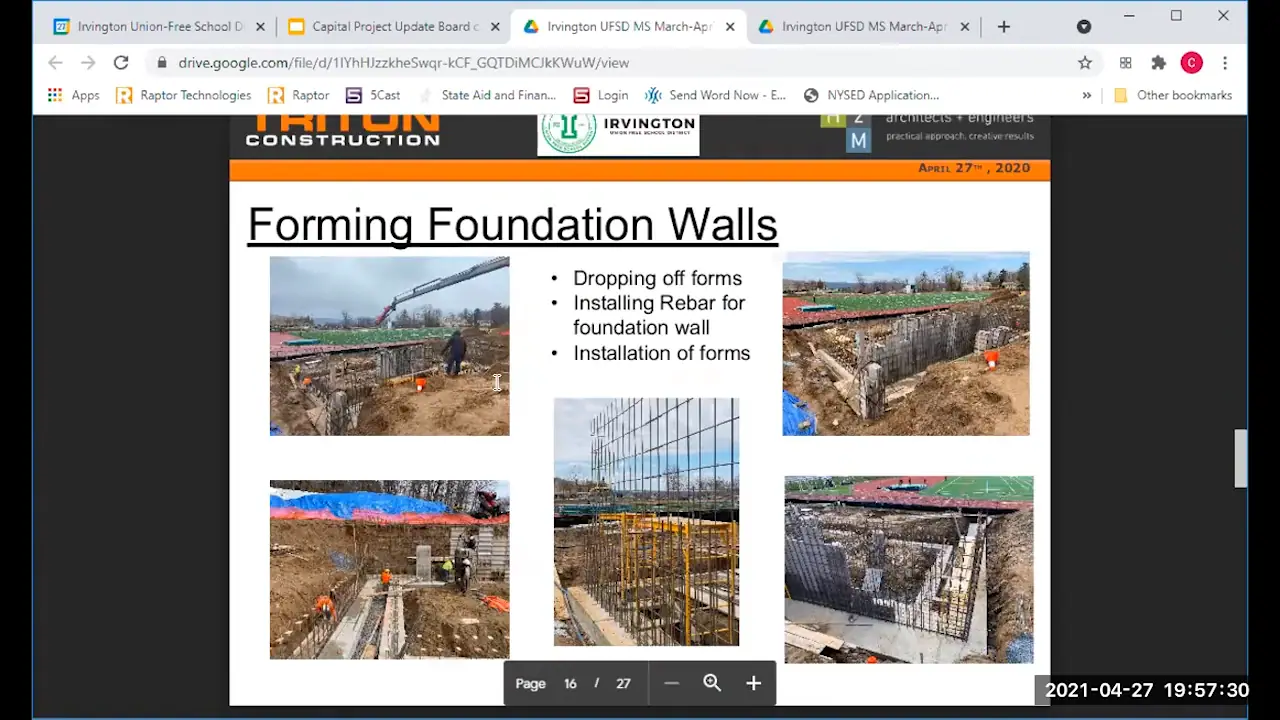 Irvington Union-Free School D
Capital Project Update Board c
Irvington UFSD MS March-Apr
Irvington UFSD MS March-Apr
drive.google.com/file/d/1IYhHJzzkheSwqr-kCF_GQTDiMCJkKWuW/view
C
Apps
Raptor Technologies
Raptor
5Cast
State Aid and Finan...
Login
Send Word Now - E...
NYSED Application...
»
Other bookmarks
TRITON
CONSTRUCTION
IRVINGTON
UNION FREE SCHOOL DISTRICT
H 2
M
architects + engineers
practical approach. creative results
APRIL 27TH , 2020
Forming Foundation Walls
• Dropping off forms
• Installing Rebar for
foundation wall
• Installation of forms
Page 16 / 27
2021-04-27 19:57:30